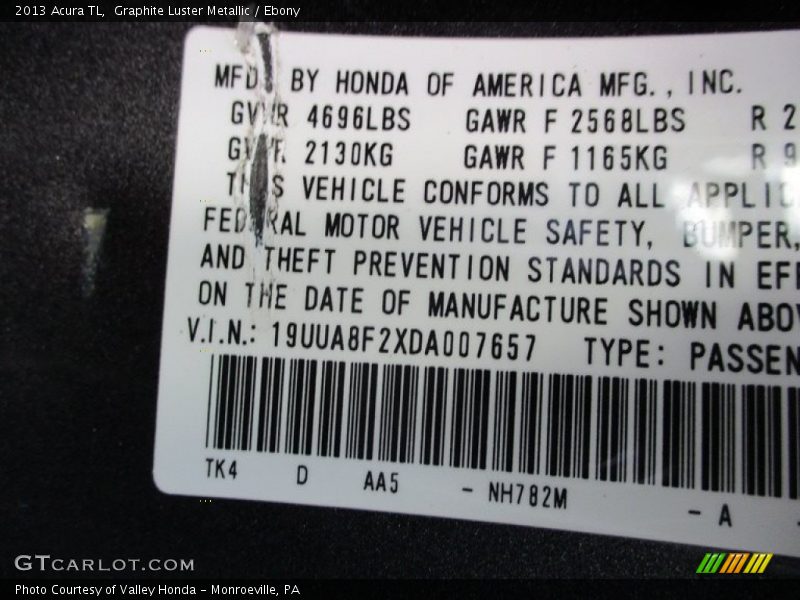 2013 Acura TL, Graphite Luster Metallic / Ebony
MFD. BY HONDA OF AMERICA MFG., INC.
GVWR 4696LBS GAWR F 2568LBS R 2
GVWR 2130KG GAWR F 1165KG R 9
THIS VEHICLE CONFORMS TO ALL APPLIC
FEDERAL MOTOR VEHICLE SAFETY, BUMPER,
AND THEFT PREVENTION STANDARDS IN EFF
ON THE DATE OF MANUFACTURE SHOWN ABOV
V.I.N.: 19UUA8F2XDA007657 TYPE: PASSEN
TK4 D AA5 - NH782M - A
GTCARLOT.COM
Photo Courtesy of Valley Honda - Monroeville, PA